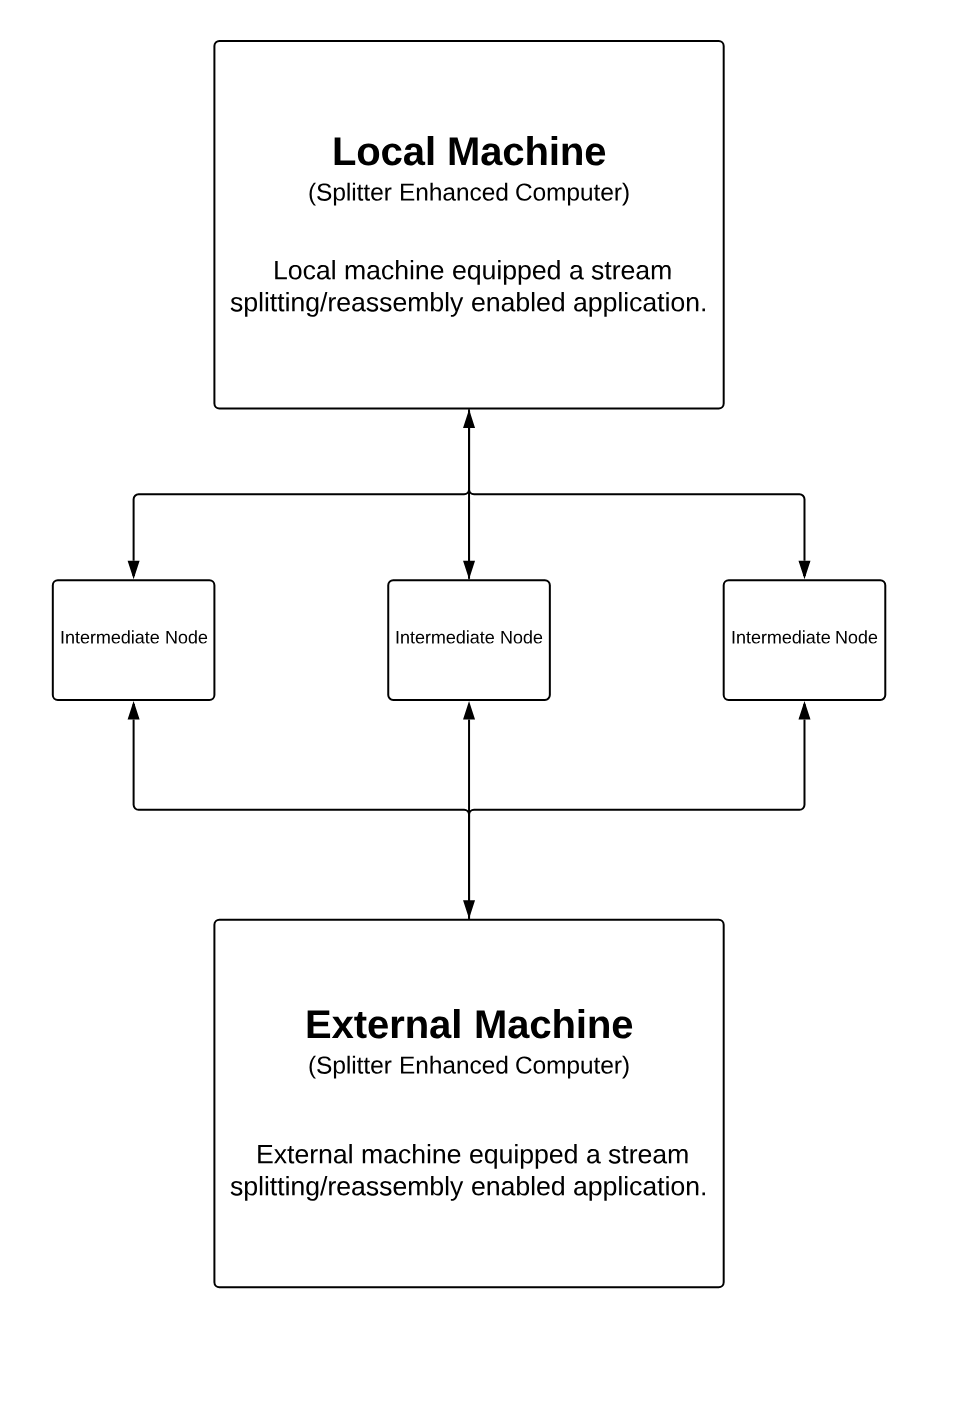 Local Machine
(Splitter Enhanced Computer)
Local machine equipped a stream
splitting/reassembly enabled application.
Intermediate Node
Intermediate Node
Intermediate Node
External Machine
(Splitter Enhanced Computer)
External machine equipped a stream
splitting/reassembly enabled application.